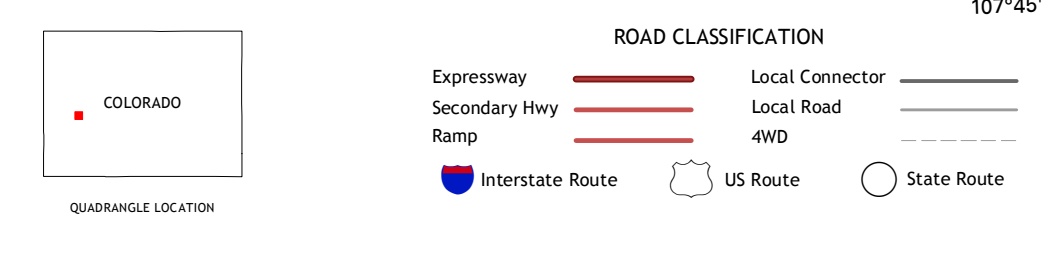 107°45'
ROAD CLASSIFICATION
Expressway
Local Connector
Secondary Hwy
Local Road
Ramp
4WD
Interstate Route
US Route
State Route
COLORADO
QUADRANGLE LOCATION